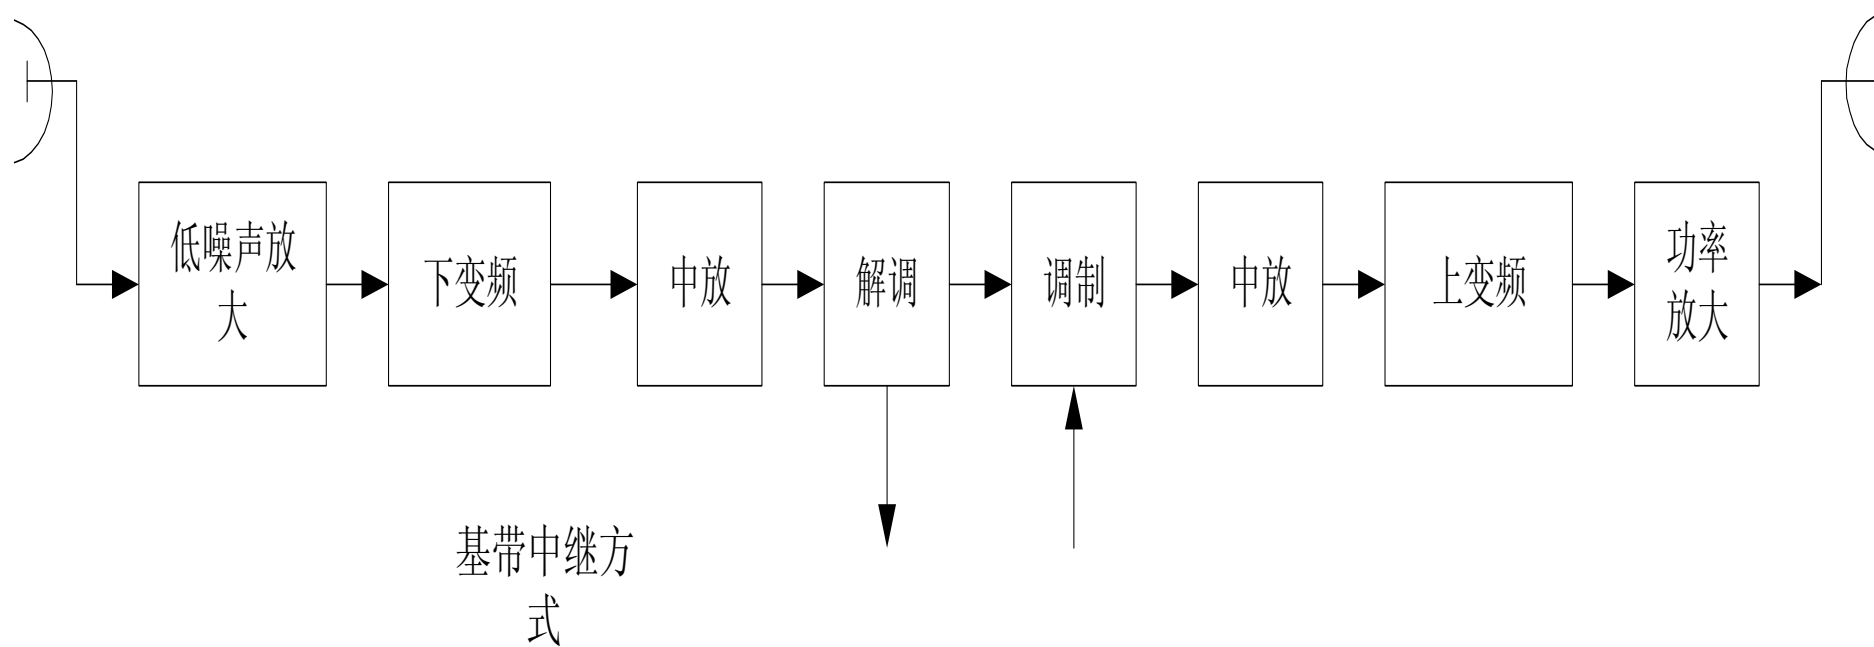 低噪声放
大
下变频
中放
解调
调制
中放
上变频
功率
放大
基带中继方
式